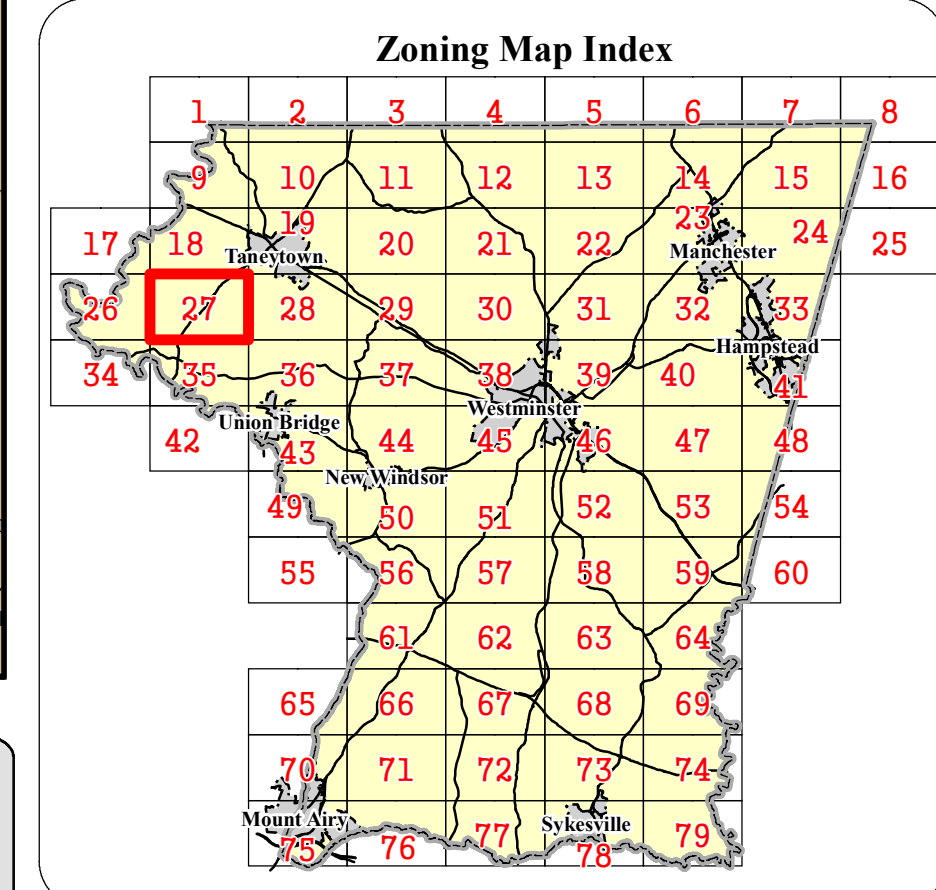 Zoning Map Index
1 2 3 4 5 6 7 8
9 10 11 12 13 14 15 16
17 18 19 20 21 22 23 24 25
Taneytown
Manchester
26 27 28 29 30 31 32 33
Hampstead
34 35 36 37 38 39 40 41
Westminster
Union Bridge
42 43 44 45 46 47 48
New Windsor
49 50 51 52 53 54
55 56 57 58 59 60
61 62 63 64
65 66 67 68 69
70 71 72 73 74
Mount Airy
Sykesville
75 76 77 78 79